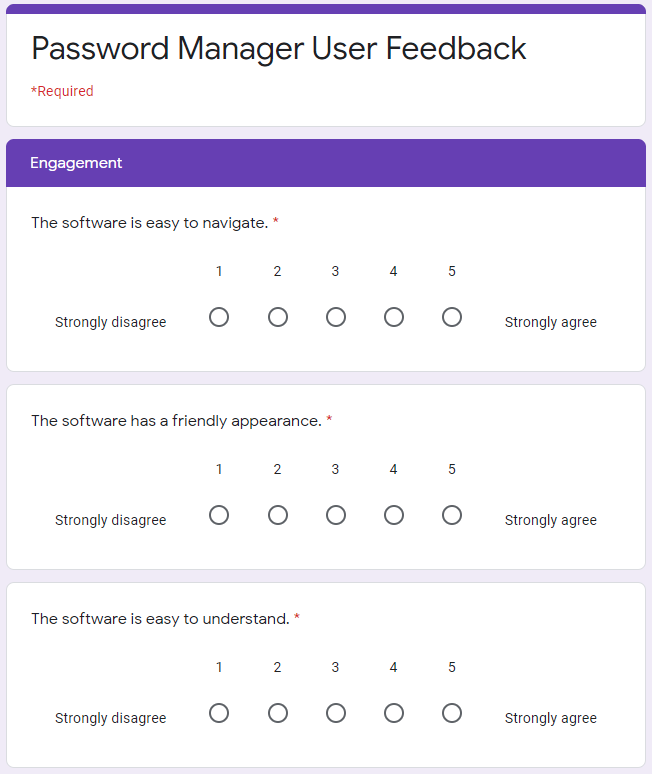 Password Manager User Feedback
*Required
Engagement
The software is easy to navigate. *
1 2 3 4 5
Strongly disagree Strongly agree
The software has a friendly appearance. *
1 2 3 4 5
Strongly disagree Strongly agree
The software is easy to understand. *
1 2 3 4 5
Strongly disagree Strongly agree